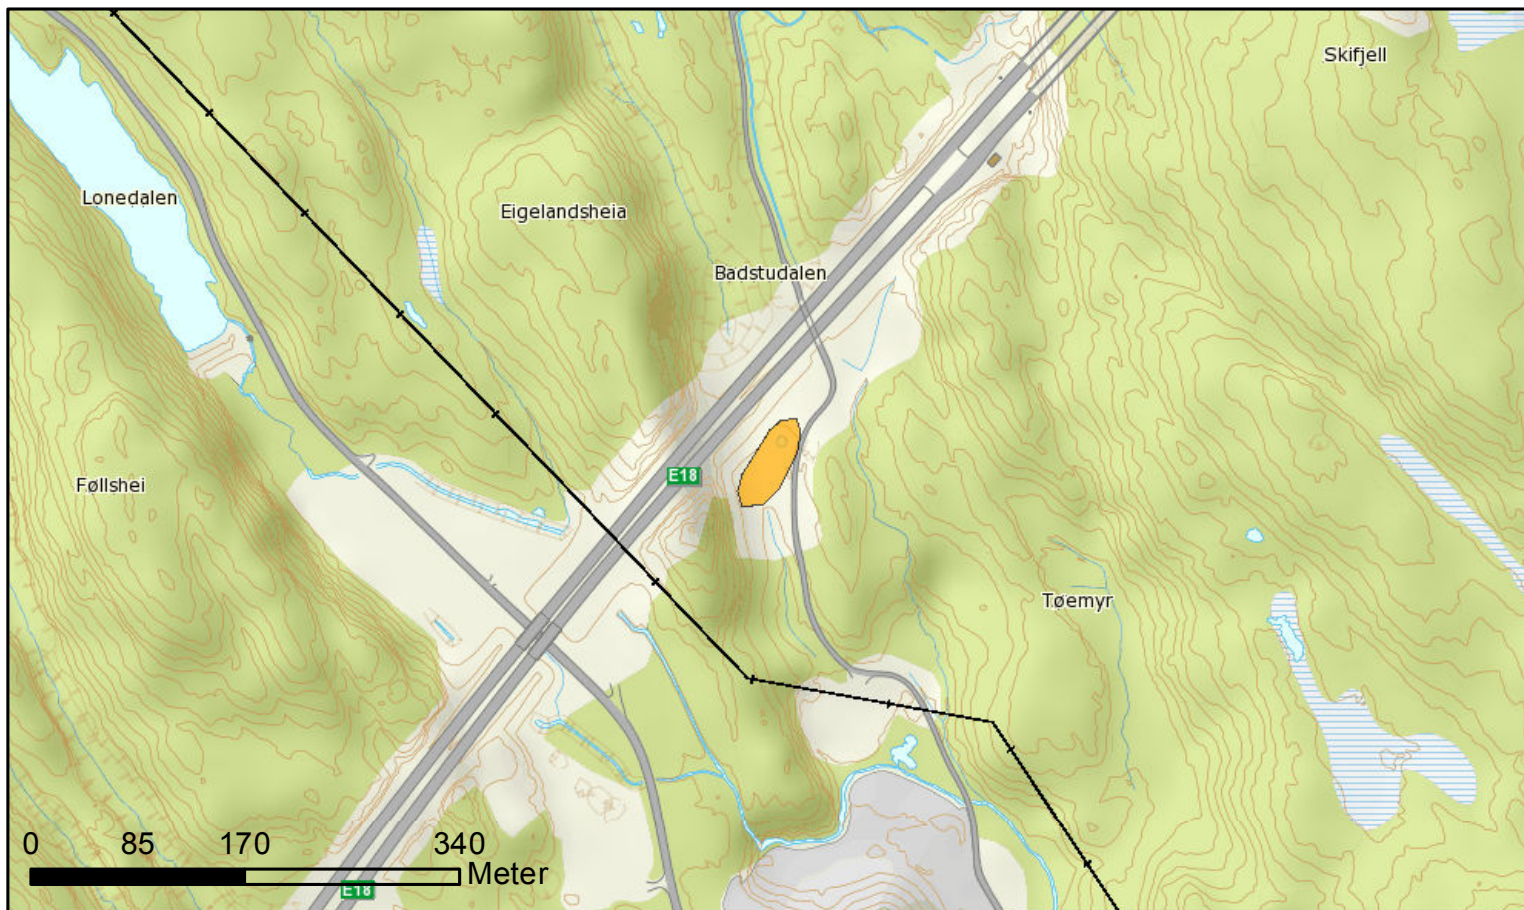 Skifjell
Lonedalen
Eigelandsheia
Badstudalen
E18
Føllshei
Tøemyr
0 85 170 340
Meter
E18